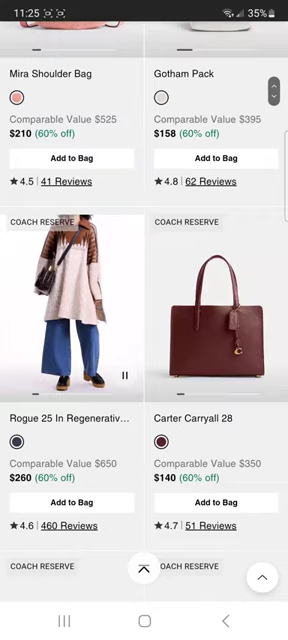 11:25
35%
Mira Shoulder Bag
Comparable Value $525
$210 (60% off)
Add to Bag
★ 4.5 | 41 Reviews
Gotham Pack
Comparable Value $395
$158 (60% off)
Add to Bag
★ 4.8 | 62 Reviews
COACH RESERVE
Rogue 25 In Regenerativ...
Comparable Value $650
$260 (60% off)
Add to Bag
★ 4.6 | 460 Reviews
COACH RESERVE
Carter Carryall 28
Comparable Value $350
$140 (60% off)
Add to Bag
★ 4.7 | 51 Reviews
COACH RESERVE
COACH RESERVE